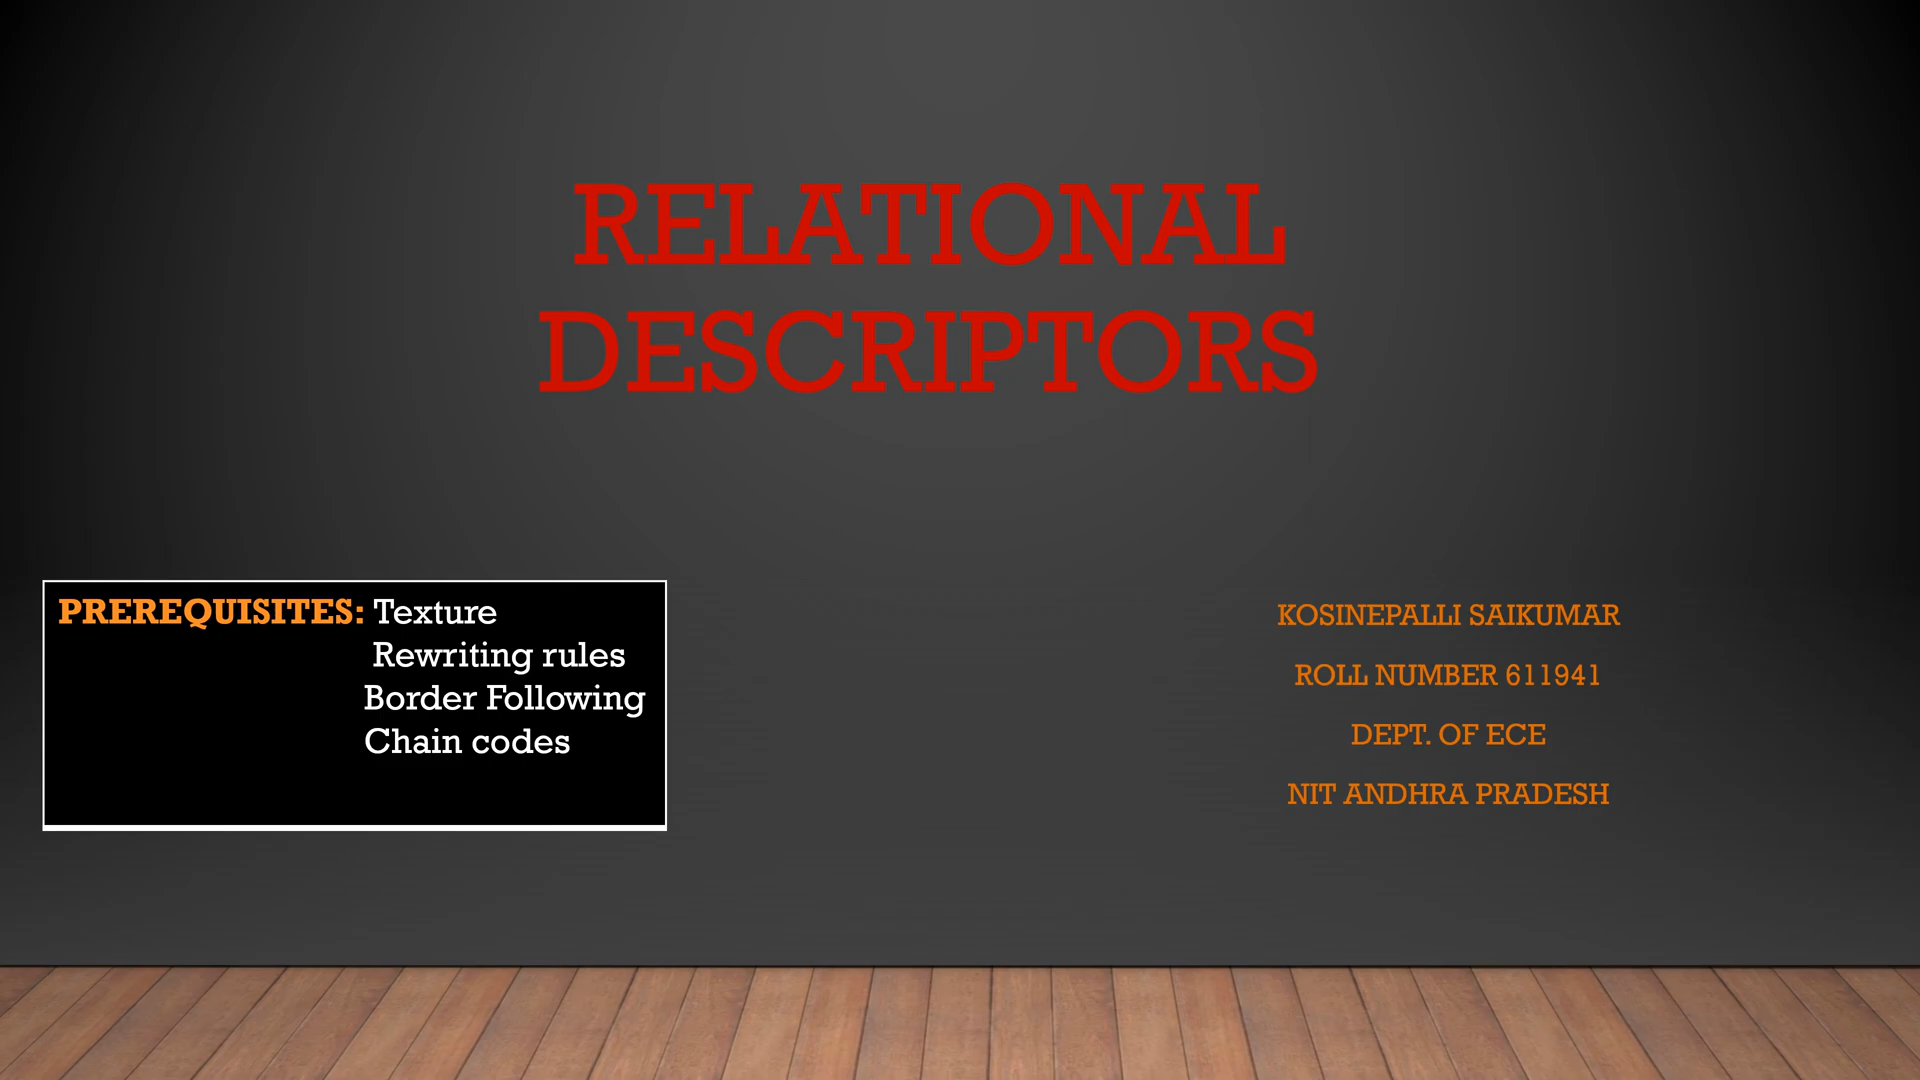 RELATIONAL
DESCRIPTORS
PREREQUISITES: Texture
Rewriting rules
Border Following
Chain codes
KOSINEPALLI SAIKUMAR
ROLL NUMBER 611941
DEPT. OF ECE
NIT ANDHRA PRADESH